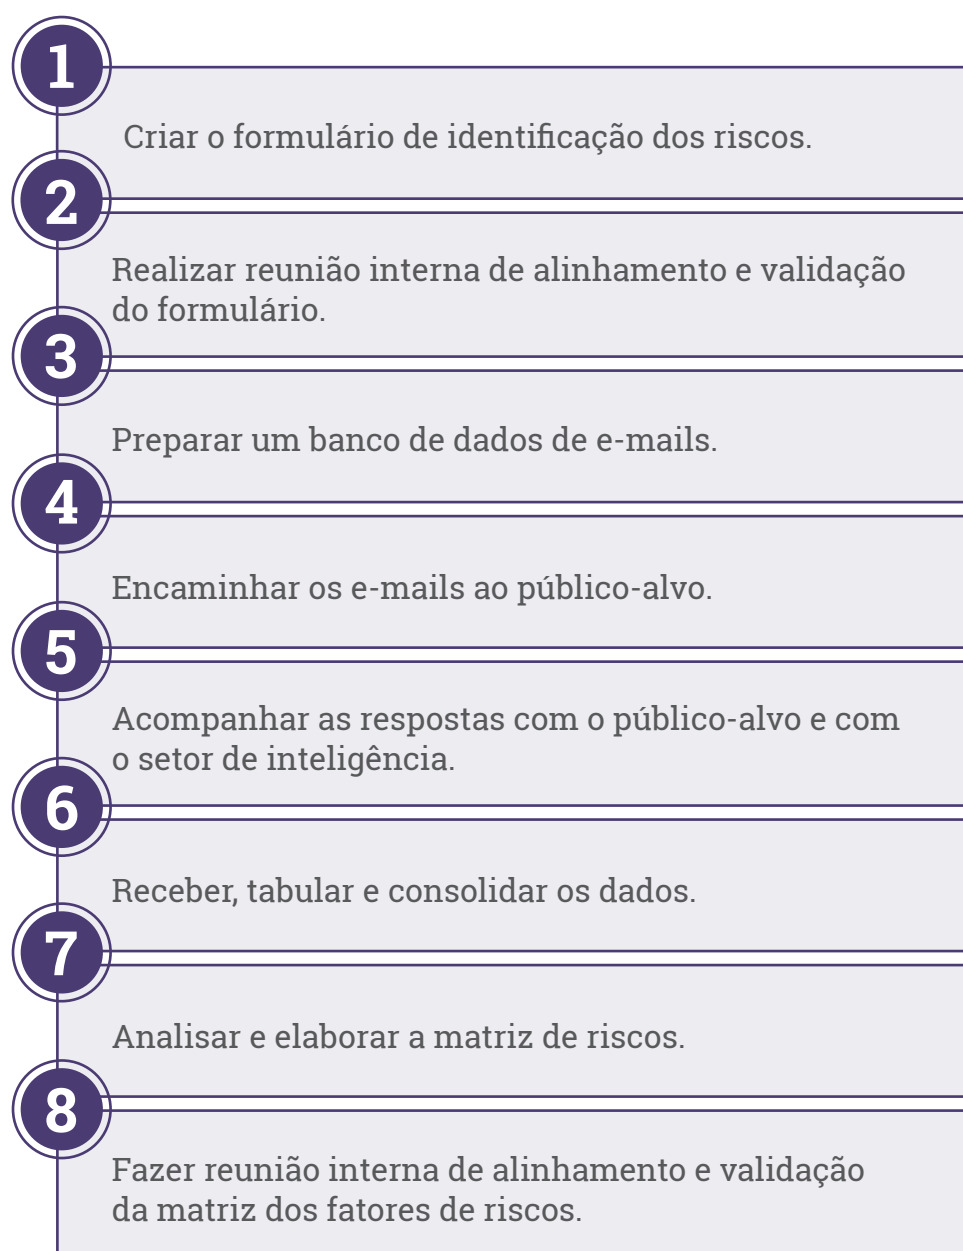 1
Criar o formulário de identificação dos riscos.
2
Realizar reunião interna de alinhamento e validação
do formulário.
3
Preparar um banco de dados de e-mails.
4
Encaminhar os e-mails ao público-alvo.
5
Acompanhar as respostas com o público-alvo e com
o setor de inteligência.
6
Receber, tabular e consolidar os dados.
7
Analisar e elaborar a matriz de riscos.
8
Fazer reunião interna de alinhamento e validação
da matriz dos fatores de riscos.